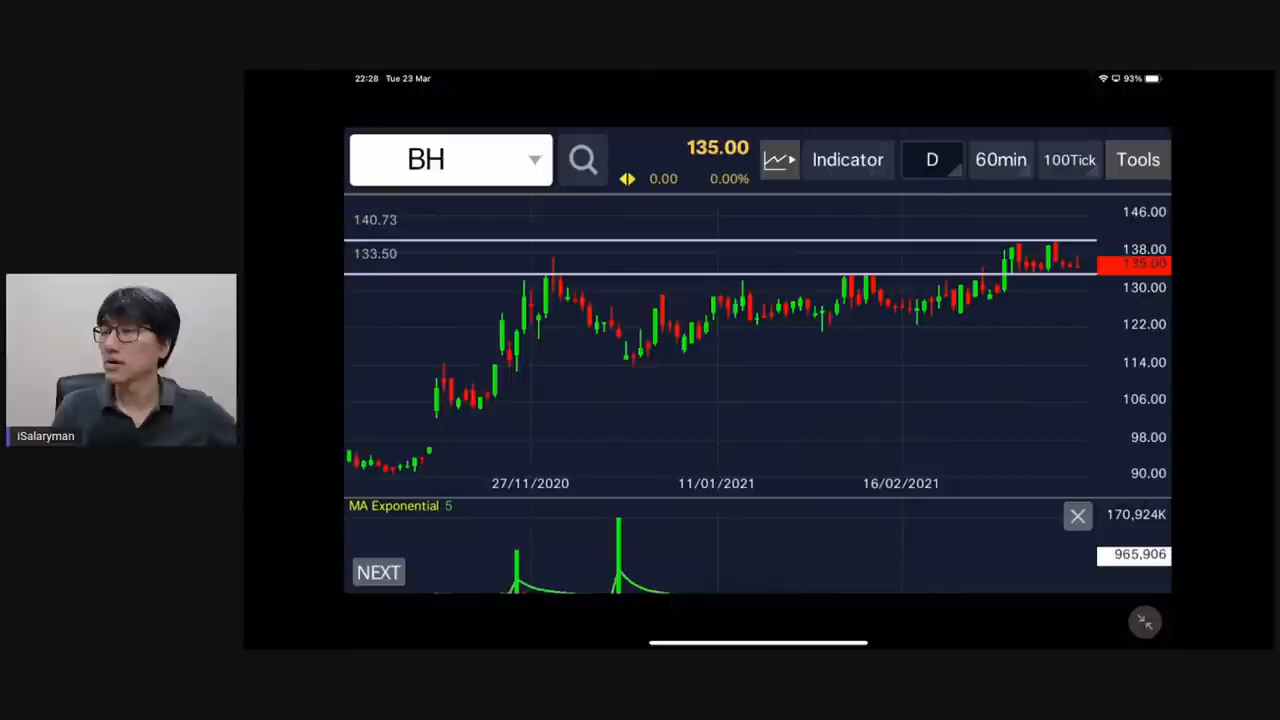 22:28 Tue 23 Mar
93%
BH
135.00
0.00 0.00%
Indicator
D
60min
100Tick
Tools
140.73
133.50
146.00
138.00
135.00
130.00
122.00
114.00
106.00
98.00
90.00
27/11/2020
11/01/2021
16/02/2021
iSalaryman
MA Exponential 5
170,924K
965,906
NEXT